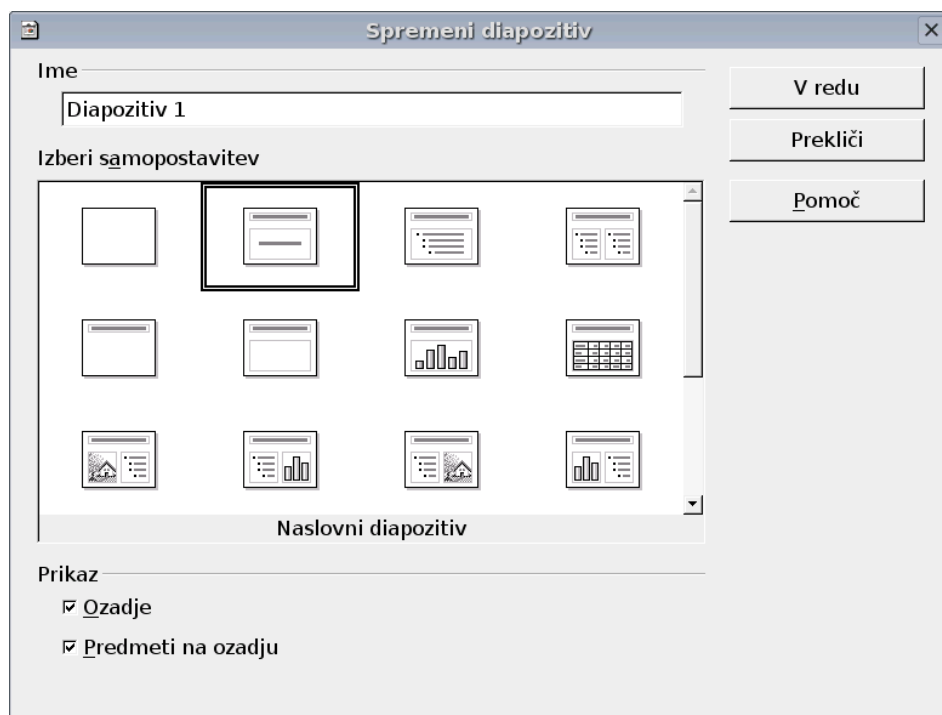 Spremeni diapozitiv
Ime
Diapozitiv 1
Izberi samopostavitev
Naslovni diapozitiv
Prikaz
Ozadje
Predmeti na ozadju
V redu
Prekliči
Pomoč